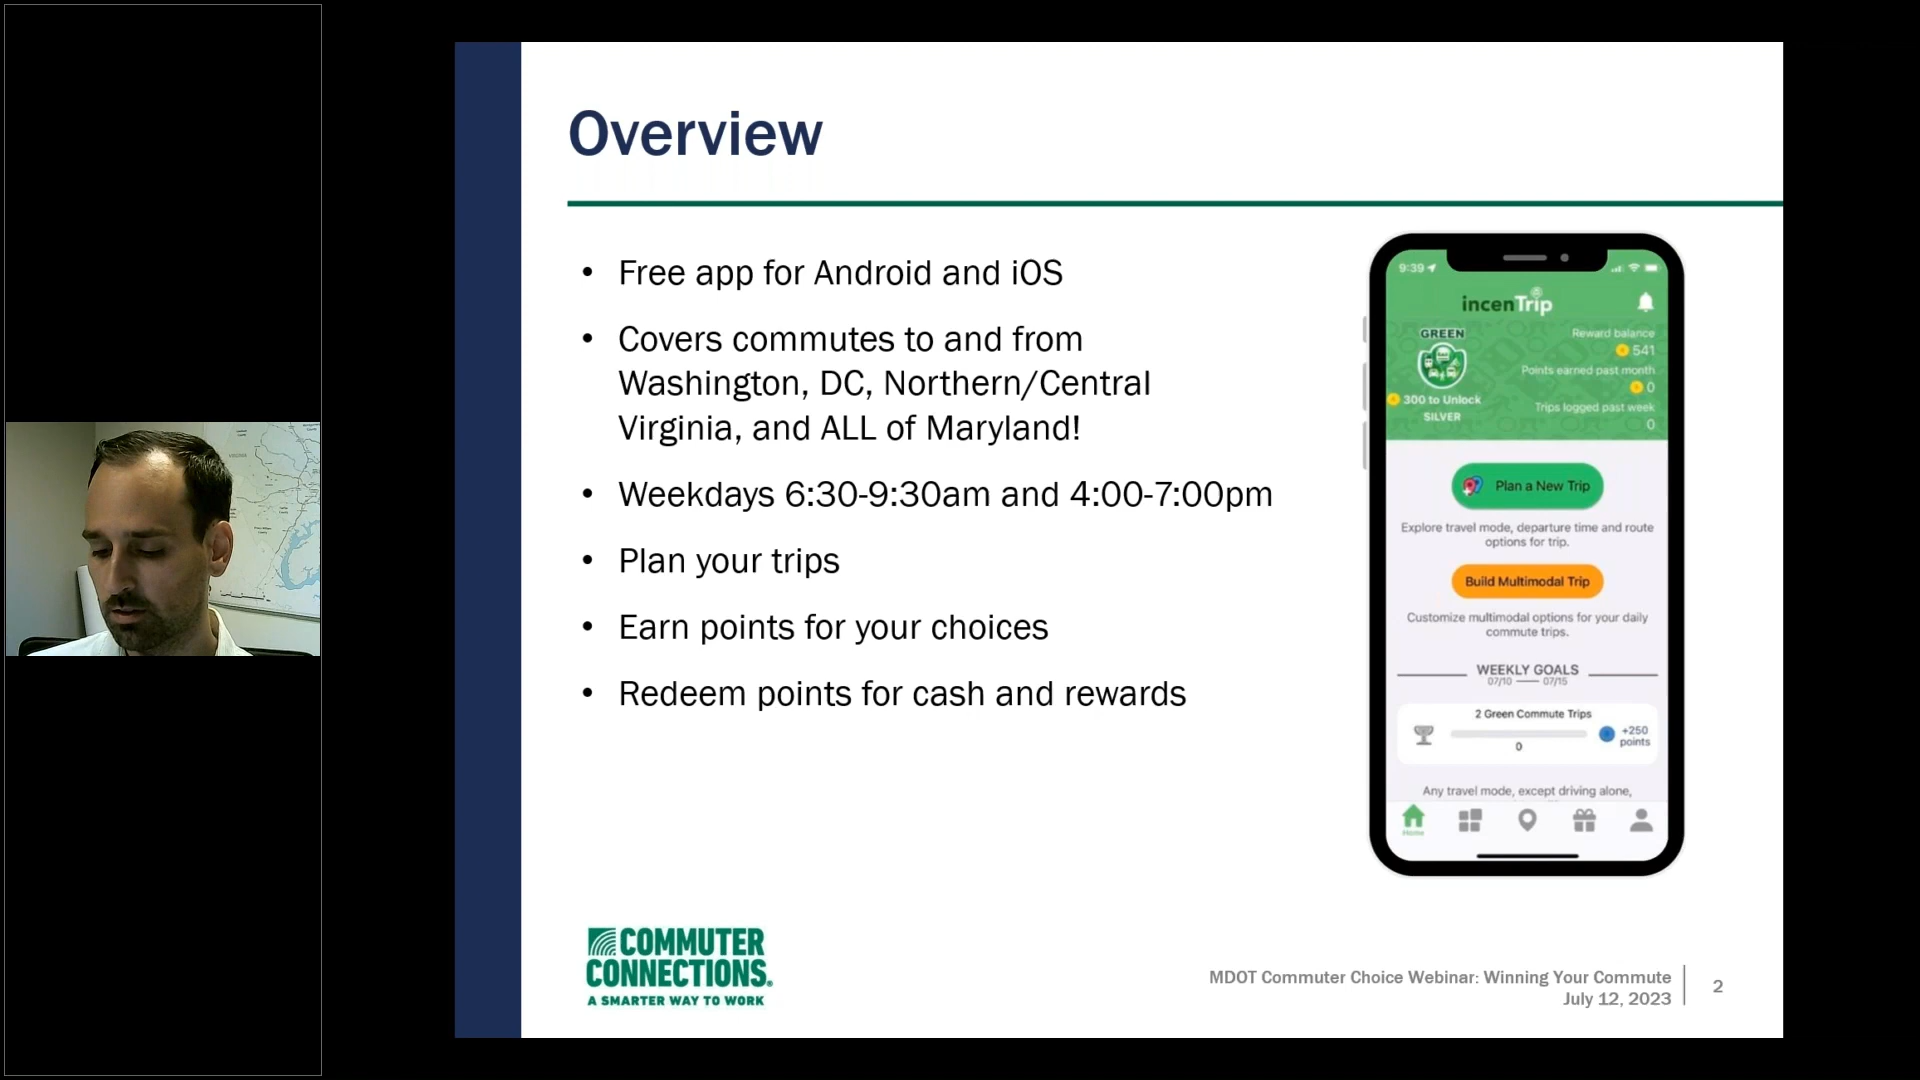 Overview
• Free app for Android and iOS
• Covers commutes to and from
Washington, DC, Northern/Central
Virginia, and ALL of Maryland!
• Weekdays 6:30-9:30am and 4:00-7:00pm
• Plan your trips
• Earn points for your choices
• Redeem points for cash and rewards
9:39
incenTrip
GREEN
300 to Unlock
SILVER
Reward balance
541
Points earned past month
0
Trips logged past week
0
Plan a New Trip
Explore travel mode, departure time and route
options for trip.
Build Multimodal Trip
Customize multimodal options for your daily
commute trips.
WEEKLY GOALS
07/10 07/15
2 Green Commute Trips
0
+250
points
Any travel mode, except driving alone,
Home
COMMUTER
CONNECTIONS®
A SMARTER WAY TO WORK
MDOT Commuter Choice Webinar: Winning Your Commute
July 12, 2023
2